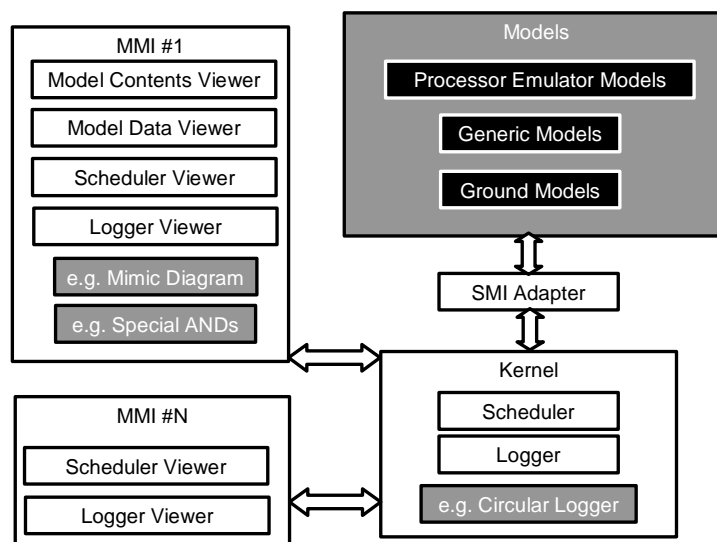 MMI #1
Model Contents Viewer
Model Data Viewer
Scheduler Viewer
Logger Viewer
e.g. Mimic Diagram
e.g. Special ANDs
Models
Processor Emulator Models
Generic Models
Ground Models
SMI Adapter
Kernel
Scheduler
Logger
e.g. Circular Logger
MMI #N
Scheduler Viewer
Logger Viewer